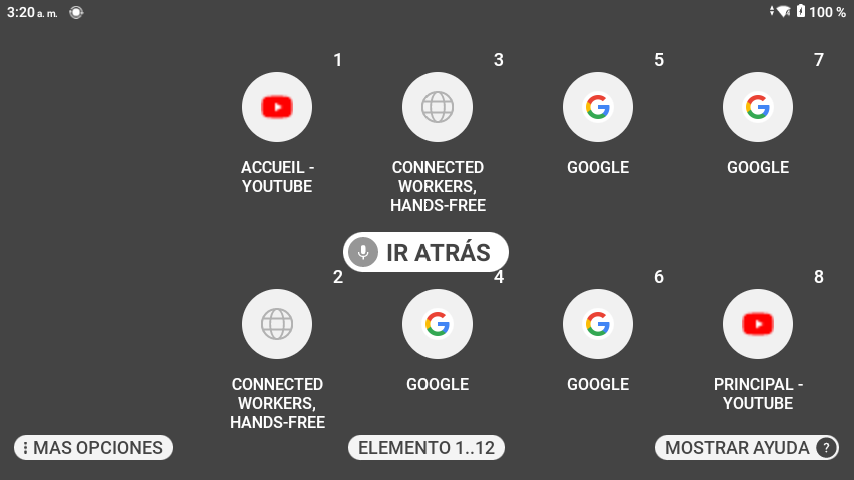 3:20 a. m.
100 %
1
3
5
7
ACCUEIL -
YOUTUBE
CONNECTED
WORKERS,
HANDS-FREE
GOOGLE
GOOGLE
IR ATRÁS
2
4
6
8
CONNECTED
WORKERS,
HANDS-FREE
GOOGLE
GOOGLE
PRINCIPAL -
YOUTUBE
MAS OPCIONES
ELEMENTO 1..12
MOSTRAR AYUDA ?